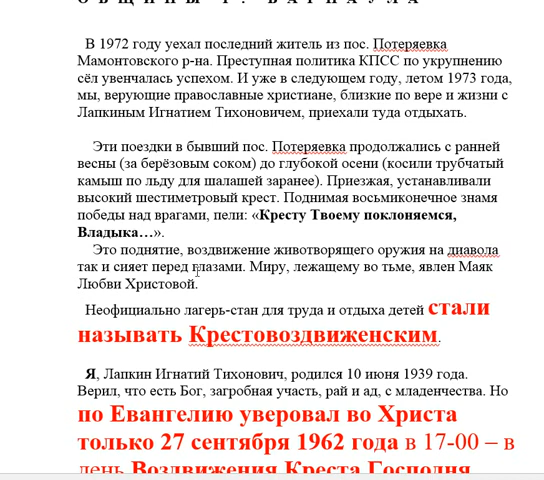 В 1972 году уехал последний житель из пос. Потеряевка
Мамонтовского р-на. Преступная политика КПСС по укрупнению
сёл увенчалась успехом. И уже в следующем году, летом 1973 года,
мы, верующие православные христиане, близкие по вере и жизни с
Лапкиным Игнатием Тихоновичем, приехали туда отдыхать.
Эти поездки в бывший пос. Потеряевка продолжались с ранней
весны (за берёзовым соком) до глубокой осени (косили трубчатый
камыш по льду для шалашей заранее). Приезжая, устанавливали
высокий шестиметровый крест. Поднимая восьмиконечное знамя
победы над врагами, пели: «Кресту Твоему поклоняемся,
Владыка…».
Это поднятие, воздвижение животворящего оружия на диавола
так и сияет перед глазами. Миру, лежащему во тьме, явлен Маяк
Любви Христовой.
Неофициально лагерь-стан для труда и отдыха детей стали
называть Крестовоздвиженским.
Я, Лапкин Игнатий Тихонович, родился 10 июня 1939 года.
Верил, что есть Бог, загробная участь, рай и ад, с младенчества. Но
по Евангелию уверовал во Христа
только 27 сентября 1962 года в 17-00 – в
день Воздвижения Креста Господня